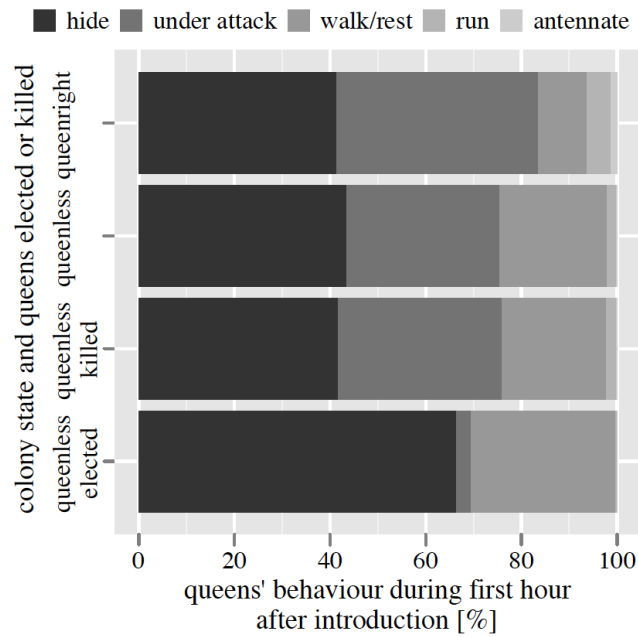 hide under attack walk/rest run antennate
colony state and queens elected or killed
queenright
queenless
queenless
killed
queenless
elected
0 20 40 60 80 100
queens' behaviour during first hour
after introduction [%]